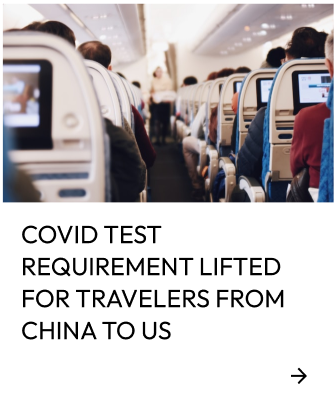 COVID TEST
REQUIREMENT LIFTED
FOR TRAVELERS FROM
CHINA TO US